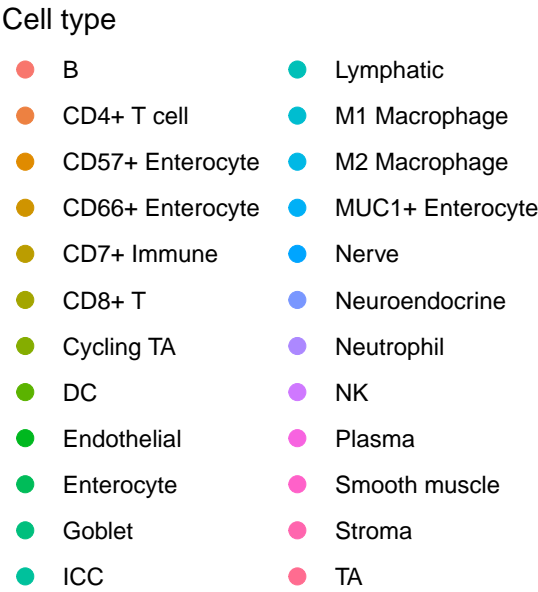 Cell type
B
CD4+ T cell
CD57+ Enterocyte
CD66+ Enterocyte
CD7+ Immune
CD8+ T
Cycling TA
DC
Endothelial
Enterocyte
Goblet
ICC
Lymphatic
M1 Macrophage
M2 Macrophage
MUC1+ Enterocyte
Nerve
Neuroendocrine
Neutrophil
NK
Plasma
Smooth muscle
Stroma
TA